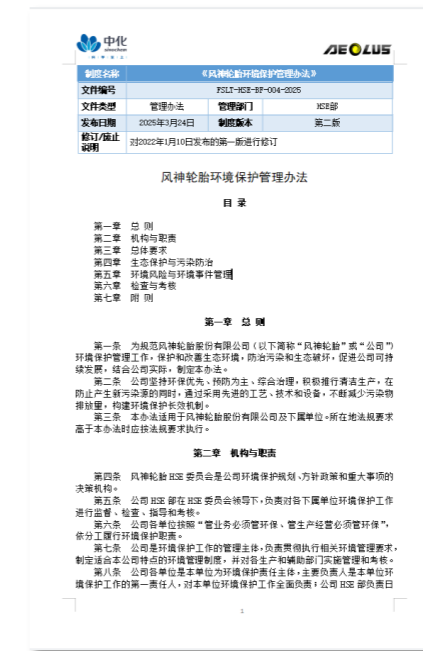 中化
sinochem
AEOLUS
制度名称 《风神轮胎环境保护管理办法》
文件编号 FSLT-HSE-BF-004-2025
文件类型 管理办法 管理部门 HSE部
发布日期 2025年3月24日 制度版本 第二版
修订/废止
说明 对2022年1月10日发布的第一版进行修订
风神轮胎环境保护管理办法
目 录
第一章 总 则
第二章 机构与职责
第三章 总体要求
第四章 生态保护与污染防治
第五章 环境风险与环境事件管理
第六章 检查与考核
第七章 附 则
第一章 总 则
第一条 为规范风神轮胎股份有限公司（以下简称“风神轮胎”或“公司”）
环境保护管理工作，保护和改善生态环境，防治污染和生态破坏，促进公司可持
续发展，结合公司实际，制定本办法。
第二条 公司坚持环保优先、预防为主、综合治理，积极推行清洁生产，在
防止产生新污染源的同时，通过采用先进的工艺、技术和设备，不断减少污染物
排放量，构建环境保护长效机制。
第三条 本办法适用于风神轮胎股份有限公司及下属单位。所在地法规要求
高于本办法时应按法规要求执行。
第二章 机构与职责
第四条 风神轮胎 HSE 委员会是公司环境保护规划、方针政策和重大事项的
决策机构。
第五条 公司 HSE 部在 HSE 委员会领导下，负责对各下属单位环境保护工作
进行监督、检查、指导和考核。
第六条 公司各单位按照“管业务必须管环保、管生产经营必须管环保”，
依分工履行环境保护职责。
第七条 公司是环境保护工作的管理主体，负责贯彻执行相关环境管理要求，
制定适合本公司特点的环境管理制度，并对各生产和辅助部门实施管理和考核。
第八条 公司各单位是本单位为环境保护责任主体，主要负责人是本单位环
境保护工作的第一责任人，对本单位环境保护工作全面负责；公司 HSE 部负责日
1